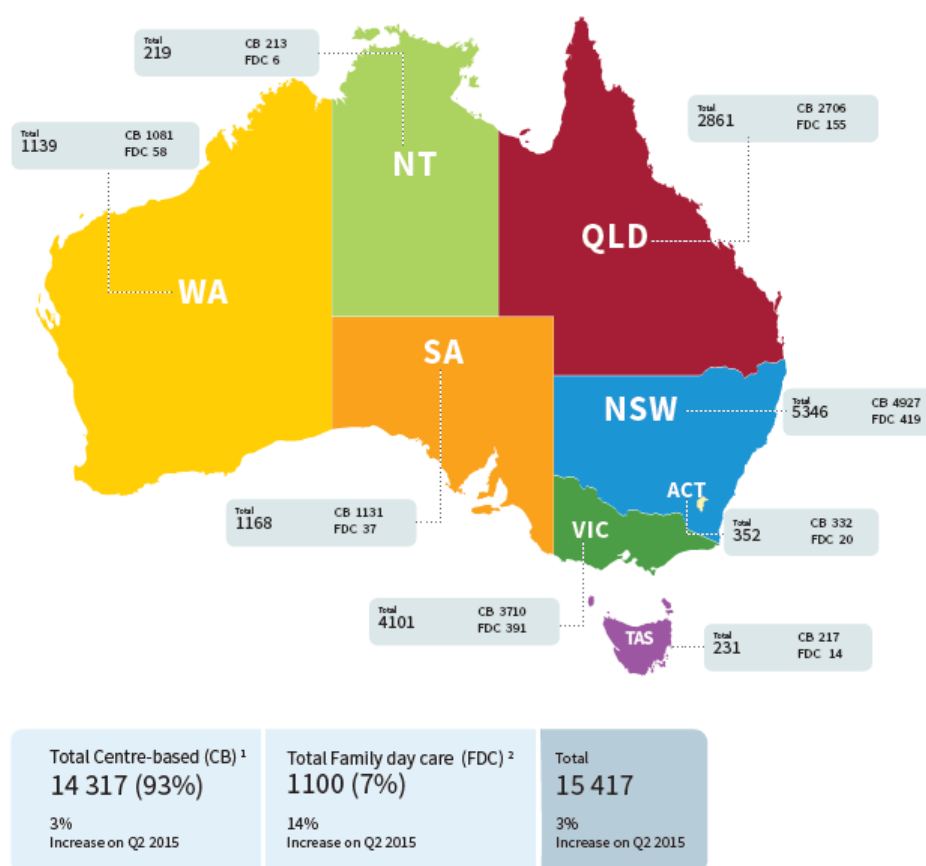 Total
219
CB 213
FDC 6
Total
1139
CB 1081
FDC 58
Total
2861
CB 2706
FDC 155
NT
QLD
WA
SA
NSW
Total
5346
CB 4927
FDC 419
ACT
Total
1168
CB 1131
FDC 37
VIC
Total
352
CB 332
FDC 20
Total
4101
CB 3710
FDC 391
TAS
Total
231
CB 217
FDC 14
Total Centre-based (CB) ¹
14 317 (93%)
3%
Increase on Q2 2015
Total Family day care (FDC) ²
1100 (7%)
14%
Increase on Q2 2015
Total
15 417
3%
Increase on Q2 2015